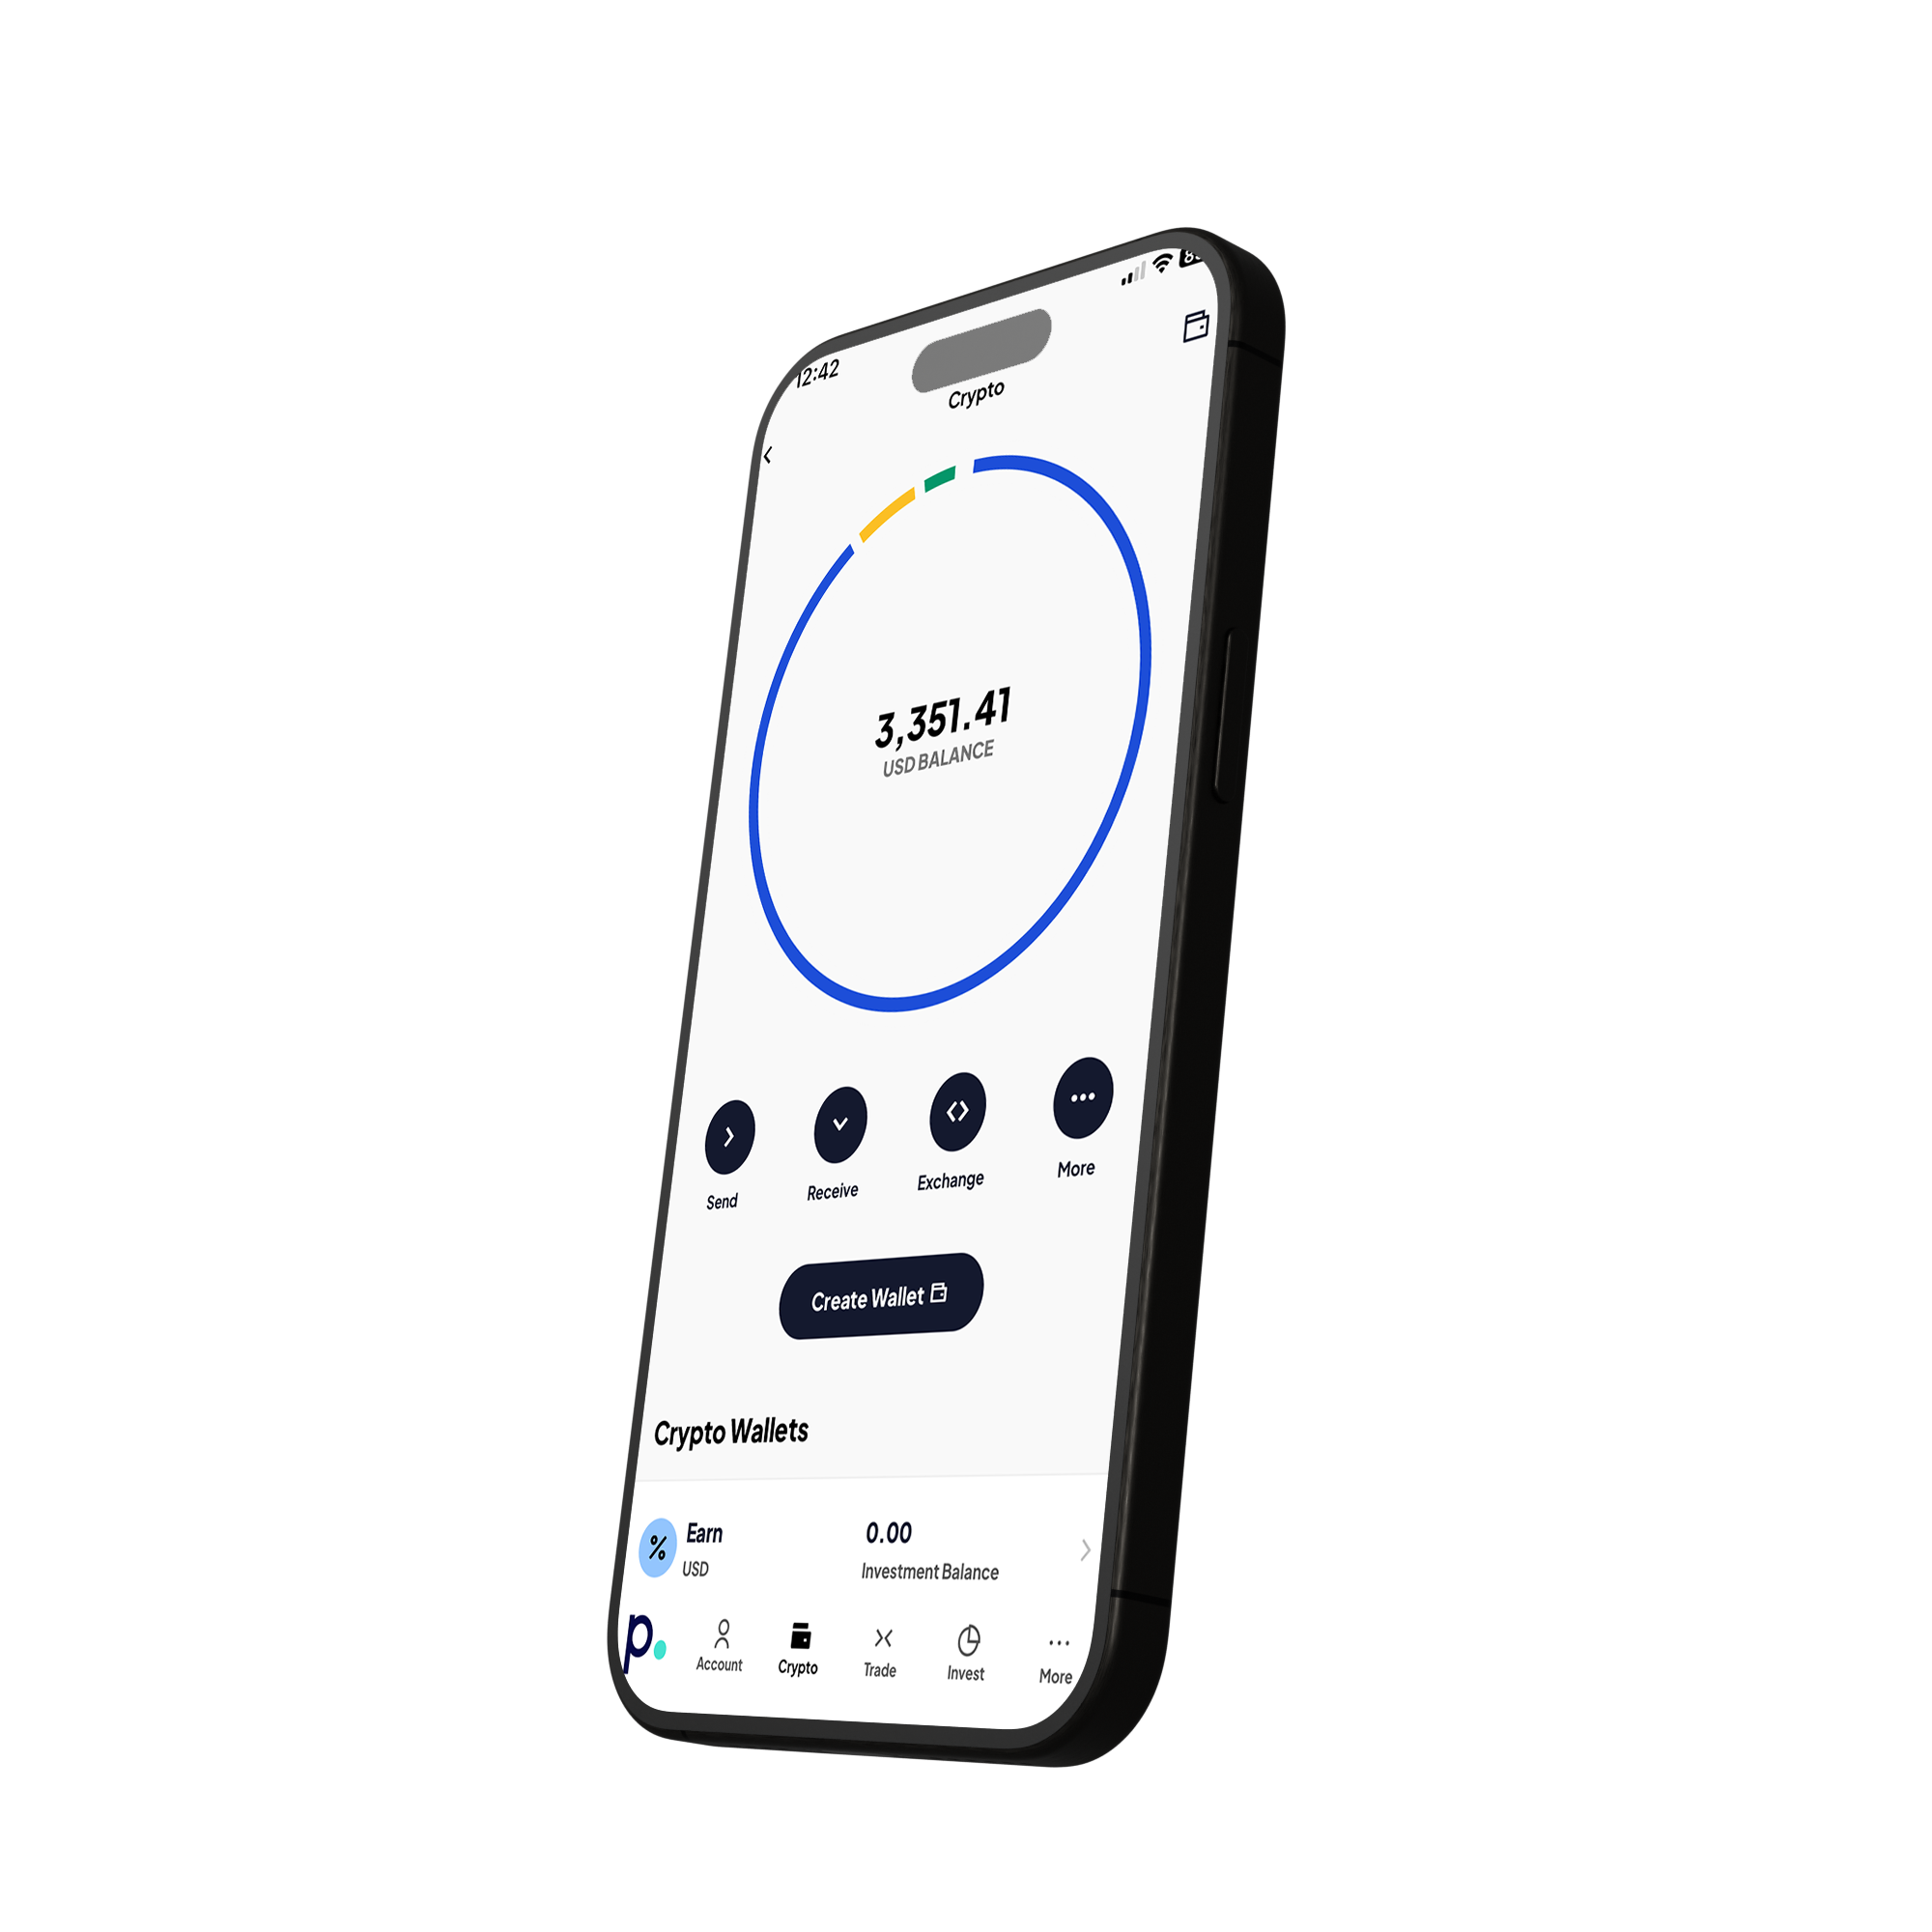 12:42
Crypto
3,351.41
USD BALANCE
Send
Receive
Exchange
More
Create Wallet
Crypto Wallets
Earn
0.00
USD
Investment Balance
p.
Account
Crypto
Trade
Invest
More